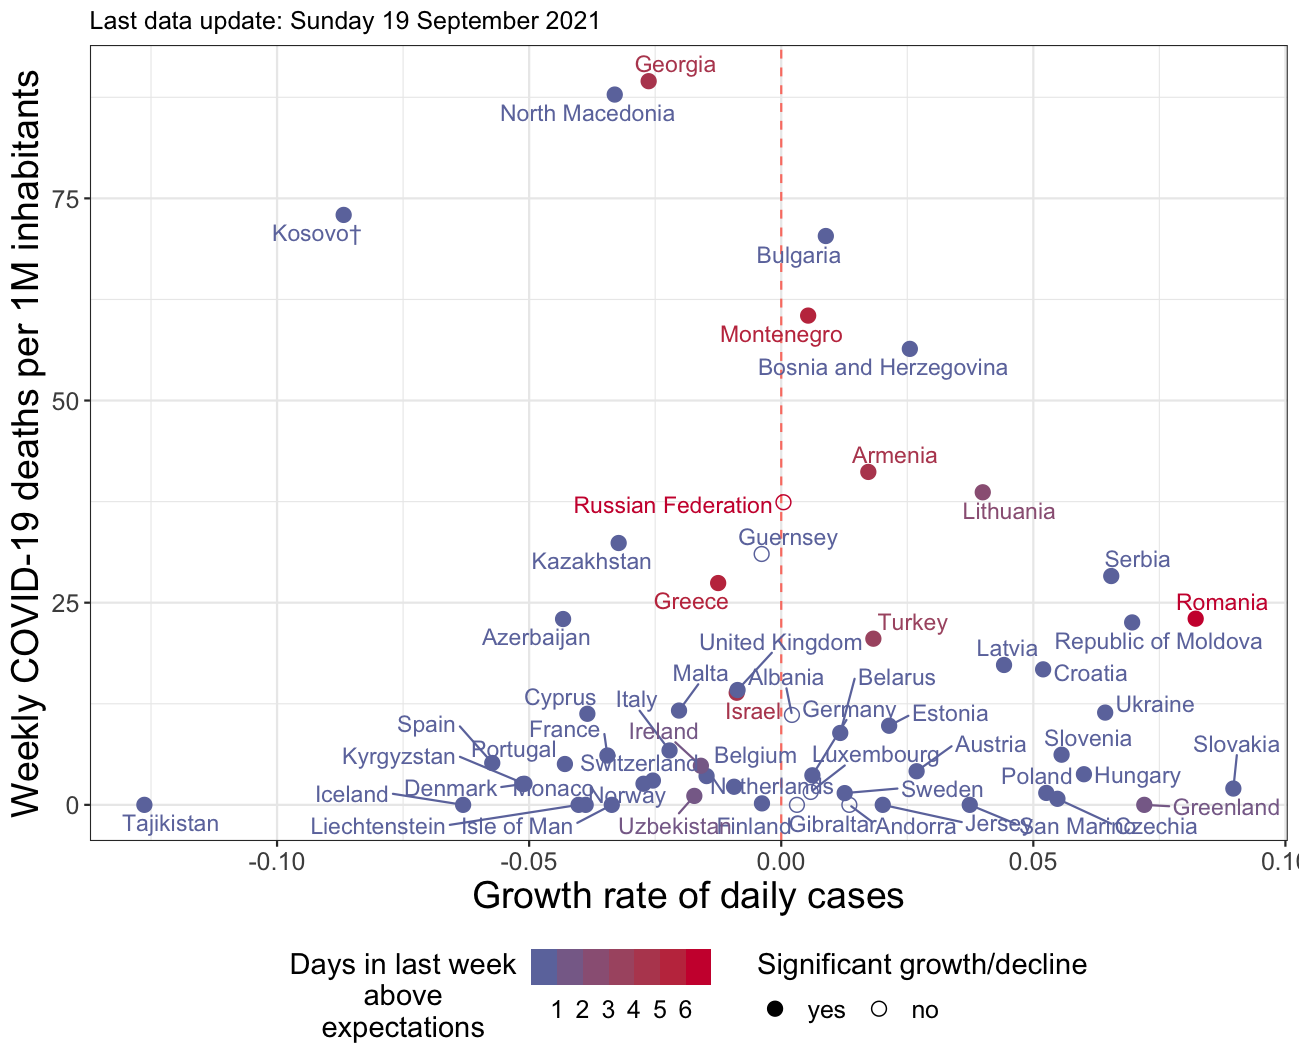 Last data update: Sunday 19 September 2021
Weekly COVID-19 deaths per 1M inhabitants
75
50
25
0
Georgia
North Macedonia
Kosovo†
Bulgaria
Montenegro
Bosnia and Herzegovina
Armenia
Lithuania
Russian Federation
Guernsey
Kazakhstan
Serbia
Greece
Romania
Azerbaijan
Turkey
United Kingdom
Republic of Moldova
Latvia
Croatia
Malta
Albania
Belarus
Cyprus
Italy
Israel
Germany
Estonia
Ukraine
Spain
France
Ireland
Slovenia
Slovakia
Kyrgyzstan
Portugal
Switzerland
Belgium
Luxembourg
Austria
Poland
Hungary
Iceland
Denmark
Monaco
Norway
Netherlands
Sweden
Greenland
Tajikistan
Liechtenstein
Isle of Man
Uzbekistan
Finland
Gibraltar
Andorra
Jersey
San Marino
Czechia
-0.10
-0.05
0.00
0.05
0.10
Growth rate of daily cases
Days in last week
above
expectations
1 2 3 4 5 6
Significant growth/decline
yes
no